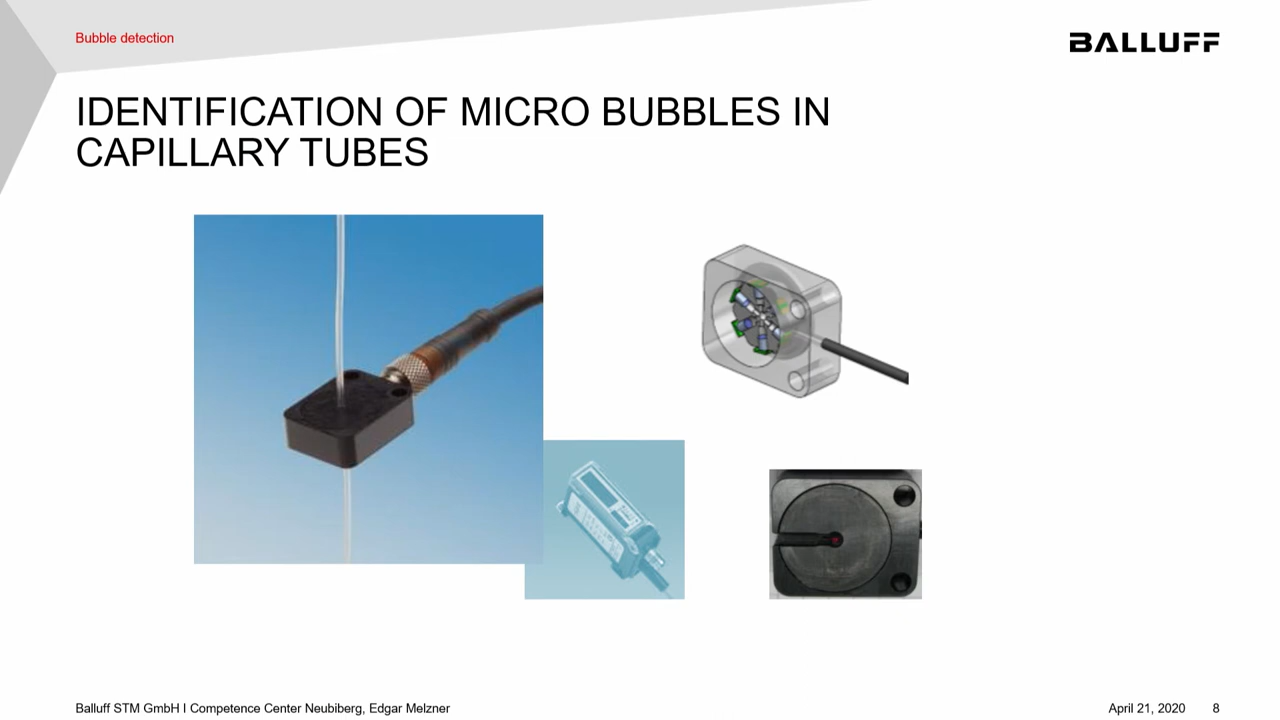 Bubble detection
BALLUFF
IDENTIFICATION OF MICRO BUBBLES IN
CAPILLARY TUBES
Balluff STM GmbH I Competence Center Neubiberg, Edgar Melzner
April 21, 2020 8